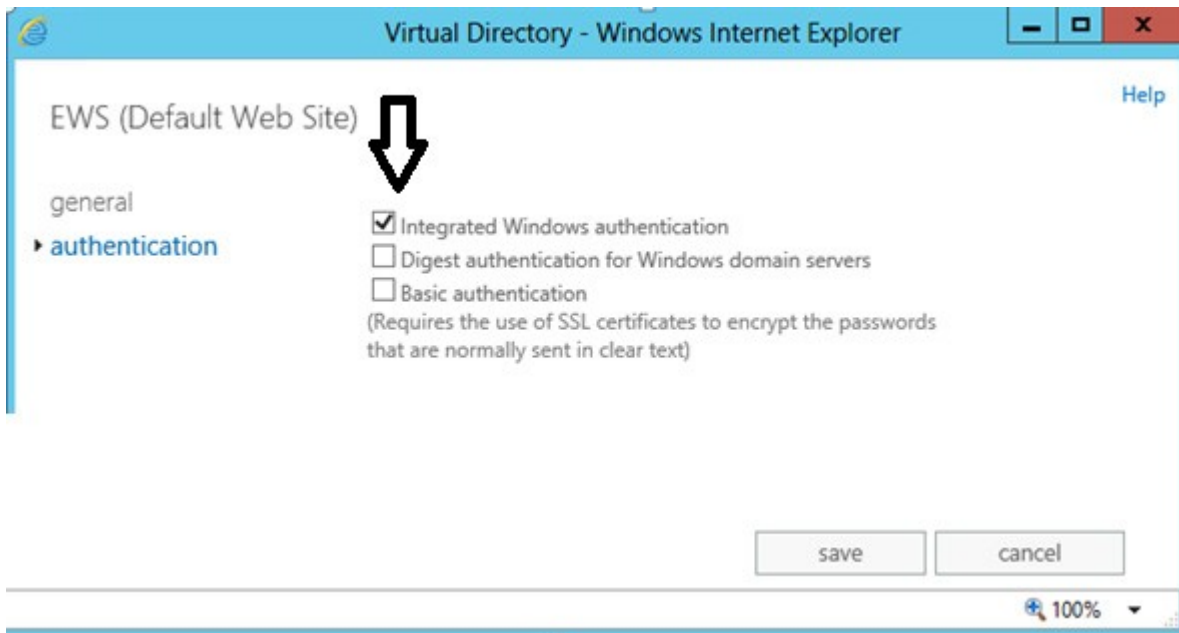 Virtual Directory - Windows Internet Explorer
Help
EWS (Default Web Site)
general
authentication
Integrated Windows authentication
Digest authentication for Windows domain servers
Basic authentication
(Requires the use of SSL certificates to encrypt the passwords
that are normally sent in clear text)
save
cancel
100%